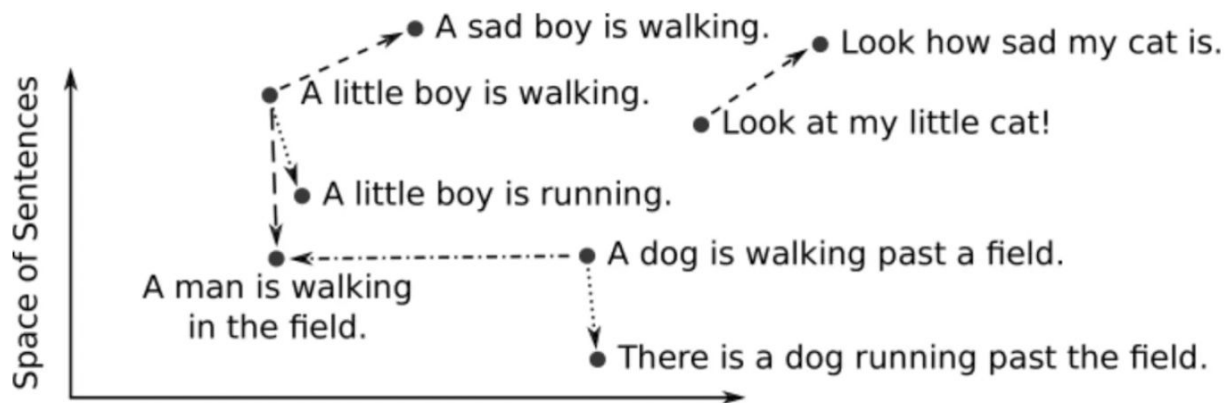 A sad boy is walking.
Look how sad my cat is.
A little boy is walking.
Look at my little cat!
A little boy is running.
A dog is walking past a field.
A man is walking
in the field.
There is a dog running past the field.
Space of Sentences